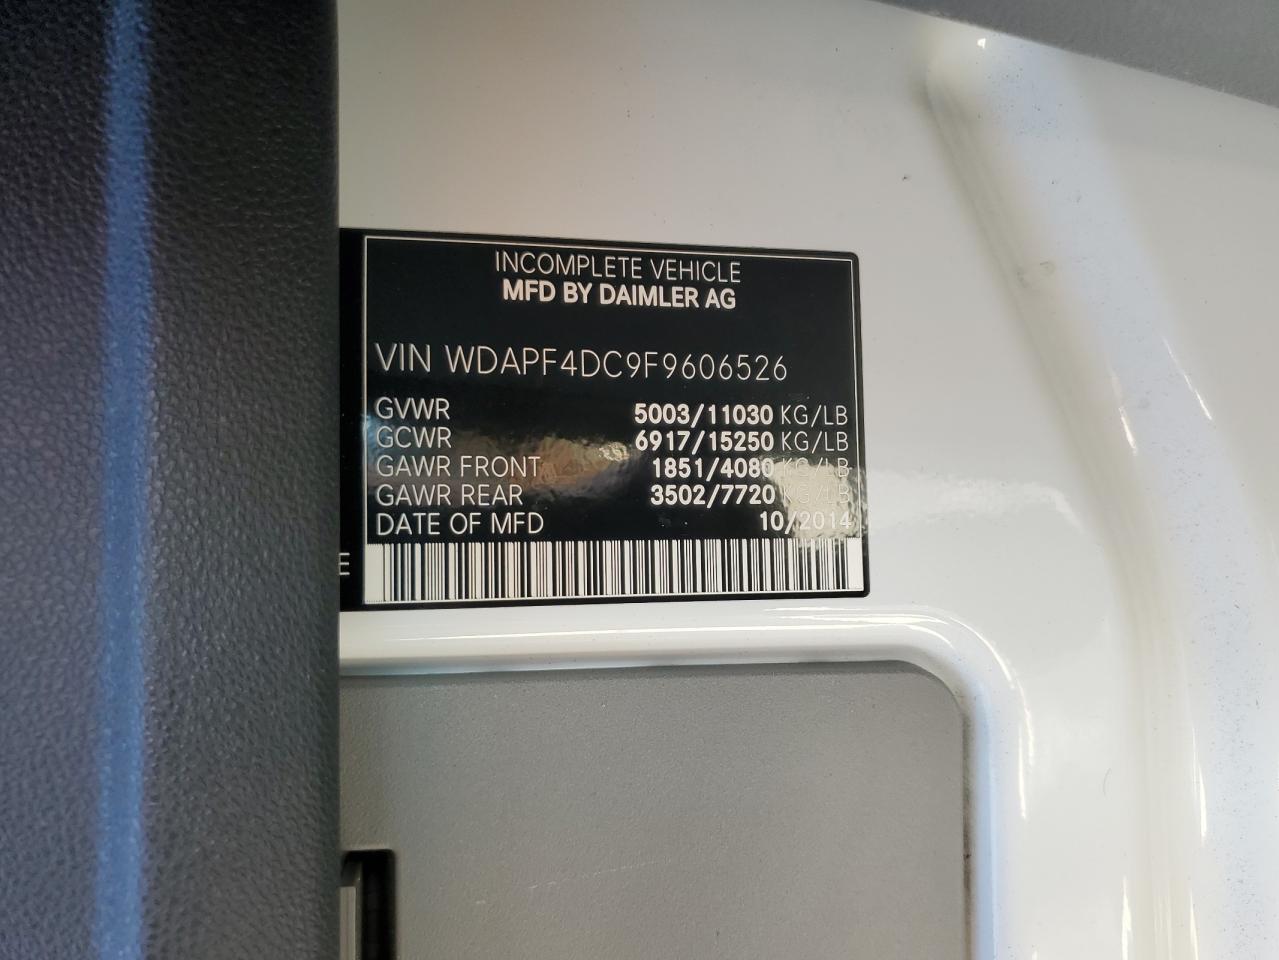 INCOMPLETE VEHICLE
MFD BY DAIMLER AG
VIN WDAPF4DC9F9606526
GVWR 5003/11030 KG/LB
GCWR 6917/15250 KG/LB
GAWR FRONT 1851/4080 KG/LB
GAWR REAR 3502/7720 KG/LB
DATE OF MFD 10/2014
E